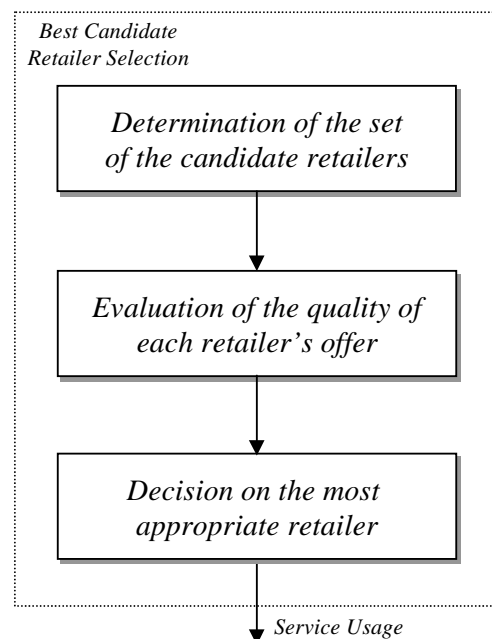 Best Candidate
Retailer Selection
Determination of the set
of the candidate retailers
Evaluation of the quality of
each retailer's offer
Decision on the most
appropriate retailer
Service Usage